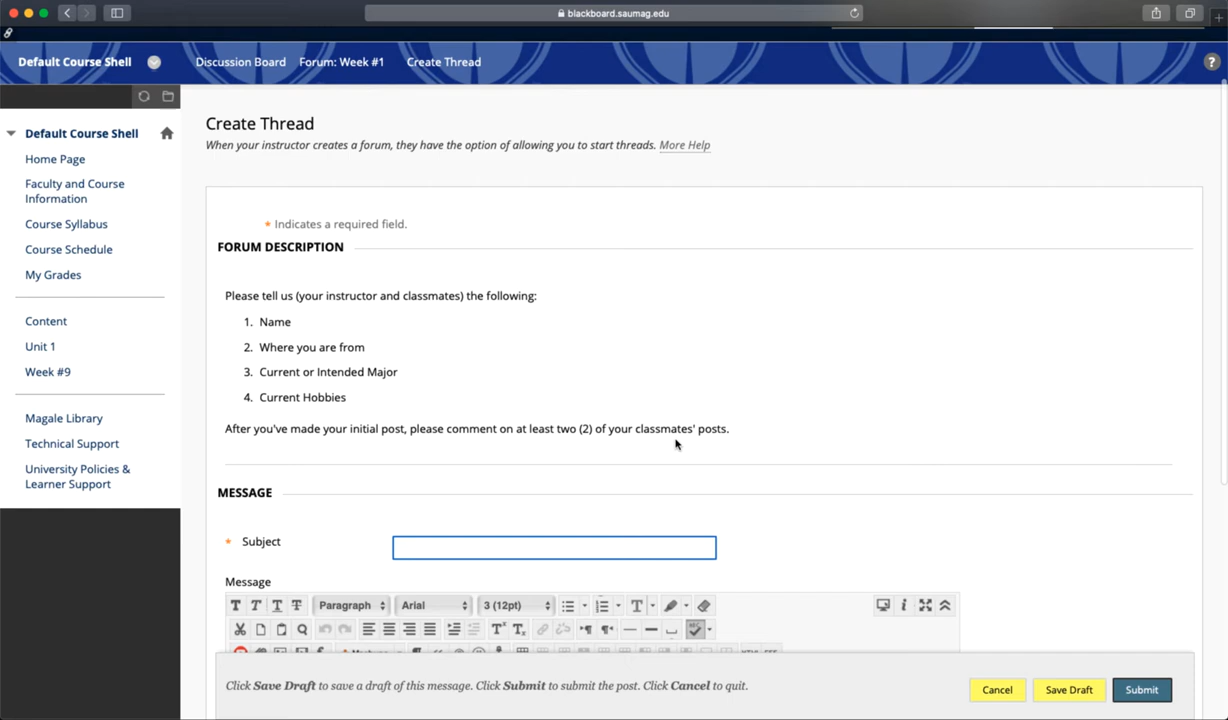 blackboard.saumag.edu
Default Course Shell
Discussion Board
Forum: Week #1
Create Thread
?
Default Course Shell
Home Page
Faculty and Course
Information
Course Syllabus
Course Schedule
My Grades
Content
Unit 1
Week #9
Magale Library
Technical Support
University Policies &
Learner Support
Create Thread
When your instructor creates a forum, they have the option of allowing you to start threads. More Help
* Indicates a required field.
FORUM DESCRIPTION
Please tell us (your instructor and classmates) the following:
1. Name
2. Where you are from
3. Current or Intended Major
4. Current Hobbies
After you've made your initial post, please comment on at least two (2) of your classmates' posts.
MESSAGE
* Subject
Message
T T T T Paragraph Arial 3 (12pt) T i
Click Save Draft to save a draft of this message. Click Submit to submit the post. Click Cancel to quit.
Cancel
Save Draft
Submit